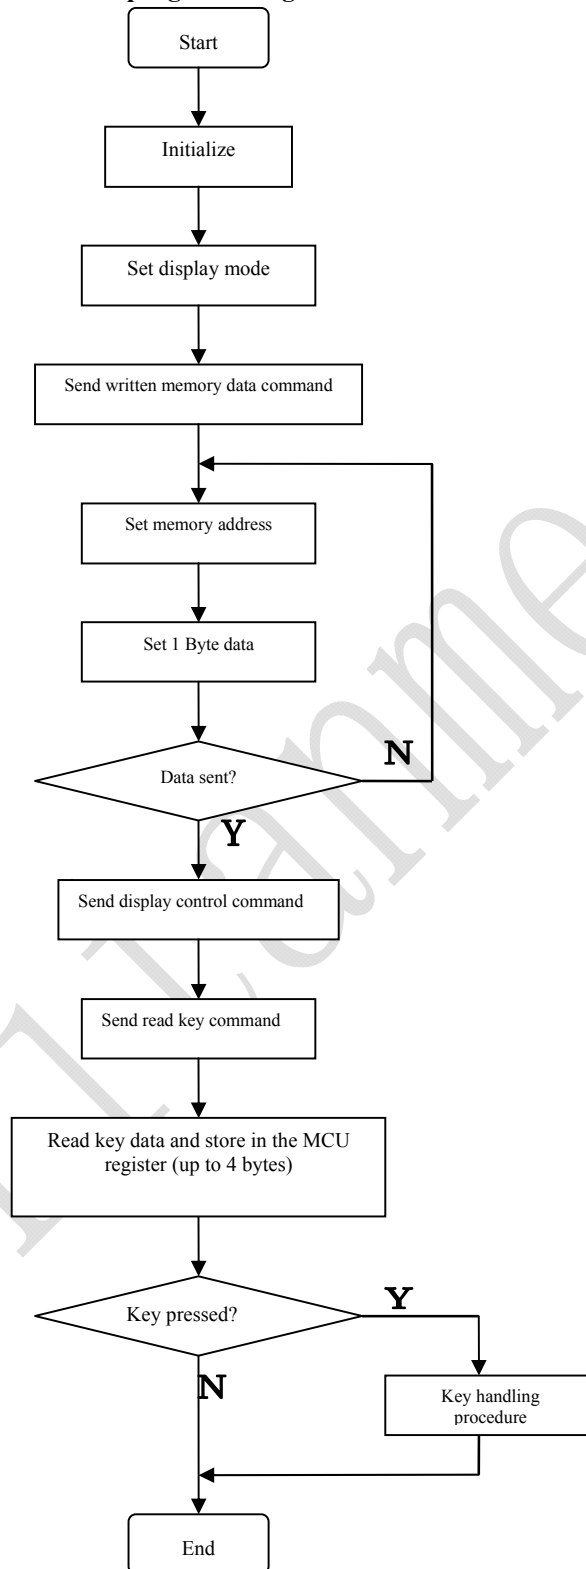 Start
Initialize
Set display mode
Send written memory data command
Set memory address
Set 1 Byte data
Data sent?
N
Y
Send display control command
Send read key command
Read key data and store in the MCU
register (up to 4 bytes)
Key pressed?
Y
N
Key handling
procedure
End